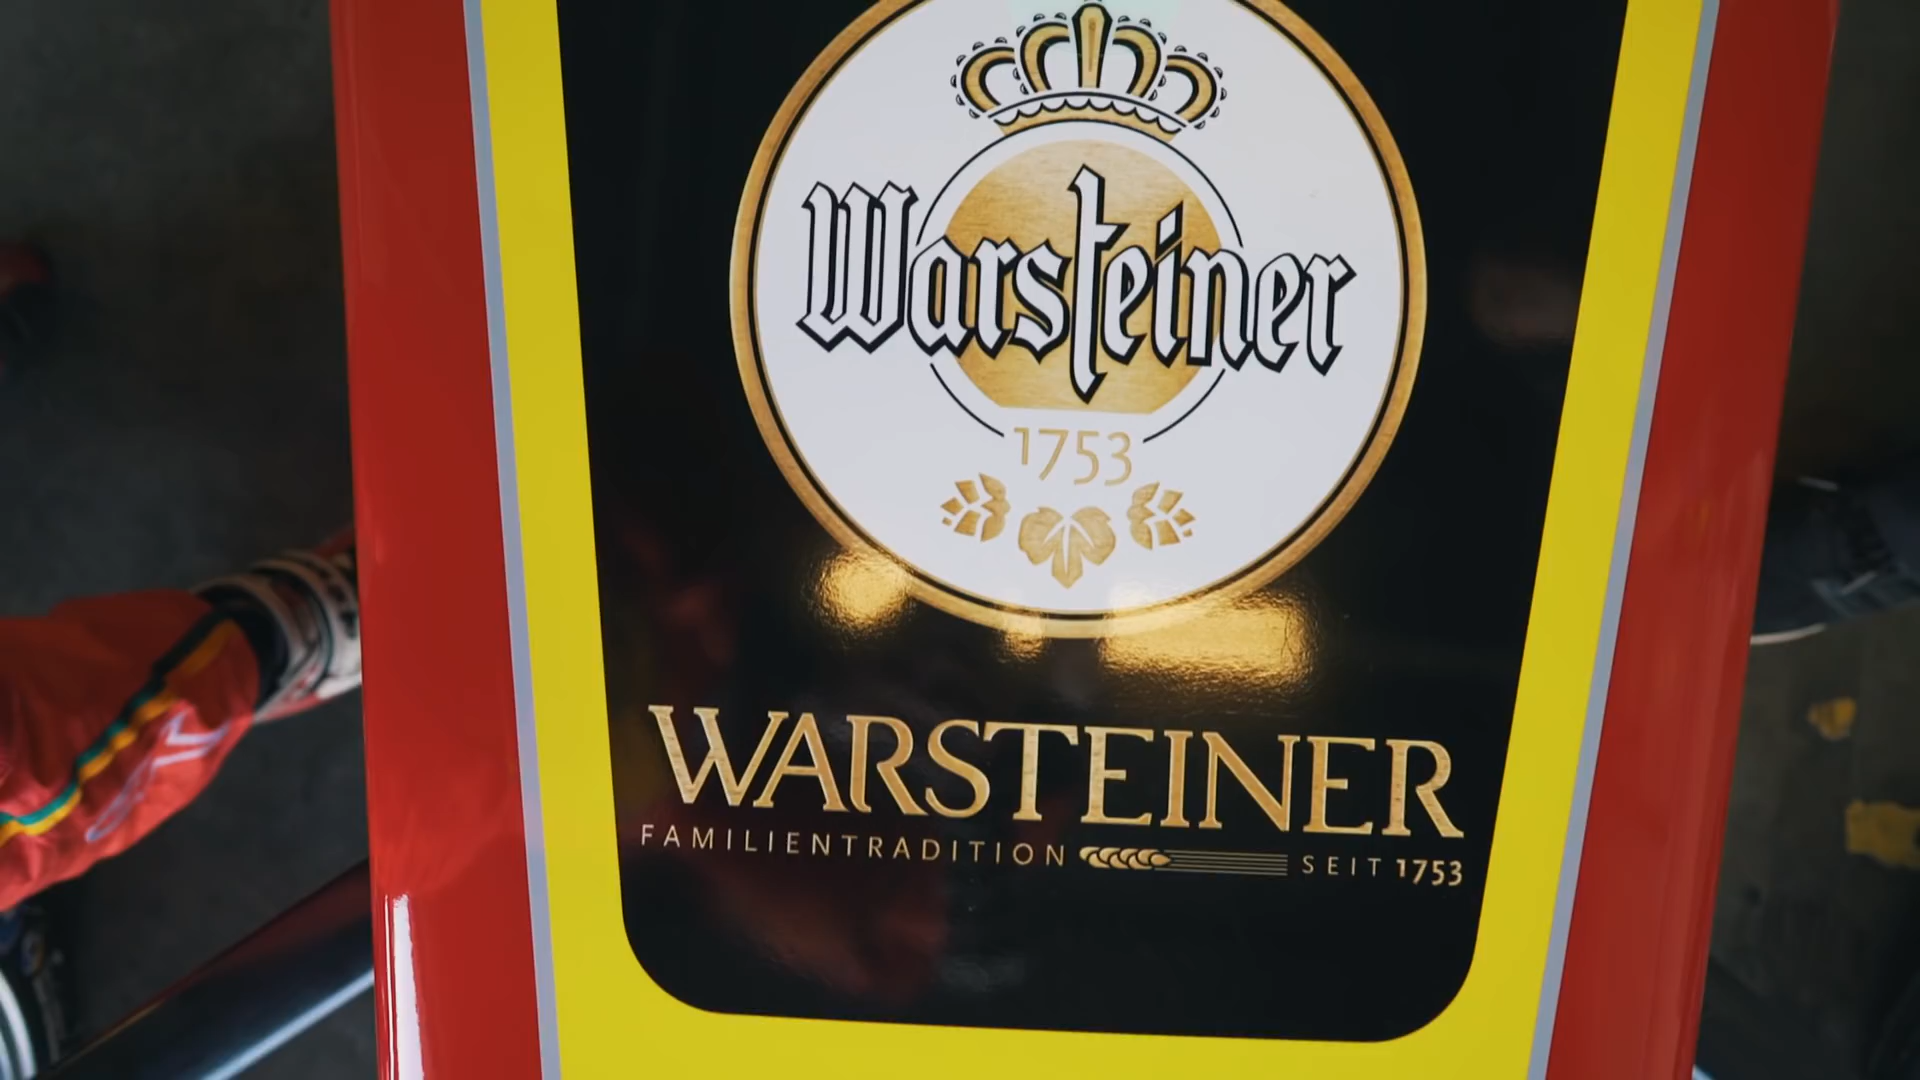 Warsteiner
1753
WARSTEINER
FAMILIENTRADITION SEIT 1753